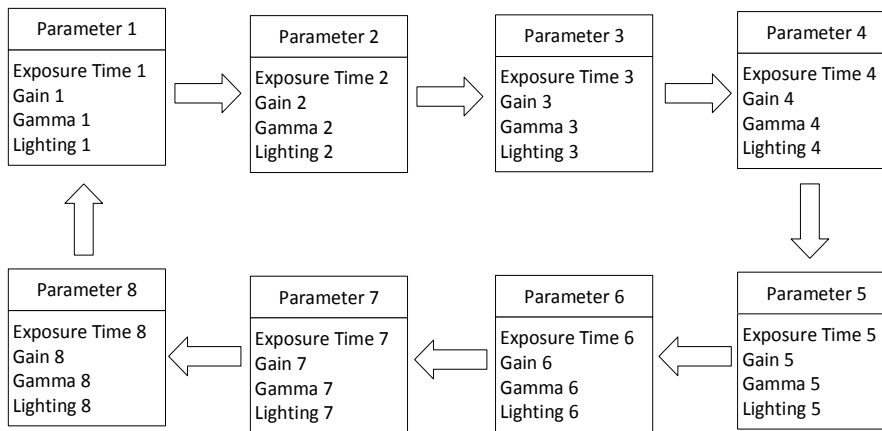 Parameter 1
Exposure Time 1
Gain 1
Gamma 1
Lighting 1
Parameter 2
Exposure Time 2
Gain 2
Gamma 2
Lighting 2
Parameter 3
Exposure Time 3
Gain 3
Gamma 3
Lighting 3
Parameter 4
Exposure Time 4
Gain 4
Gamma 4
Lighting 4
Parameter 5
Exposure Time 5
Gain 5
Gamma 5
Lighting 5
Parameter 6
Exposure Time 6
Gain 6
Gamma 6
Lighting 6
Parameter 7
Exposure Time 7
Gain 7
Gamma 7
Lighting 7
Parameter 8
Exposure Time 8
Gain 8
Gamma 8
Lighting 8